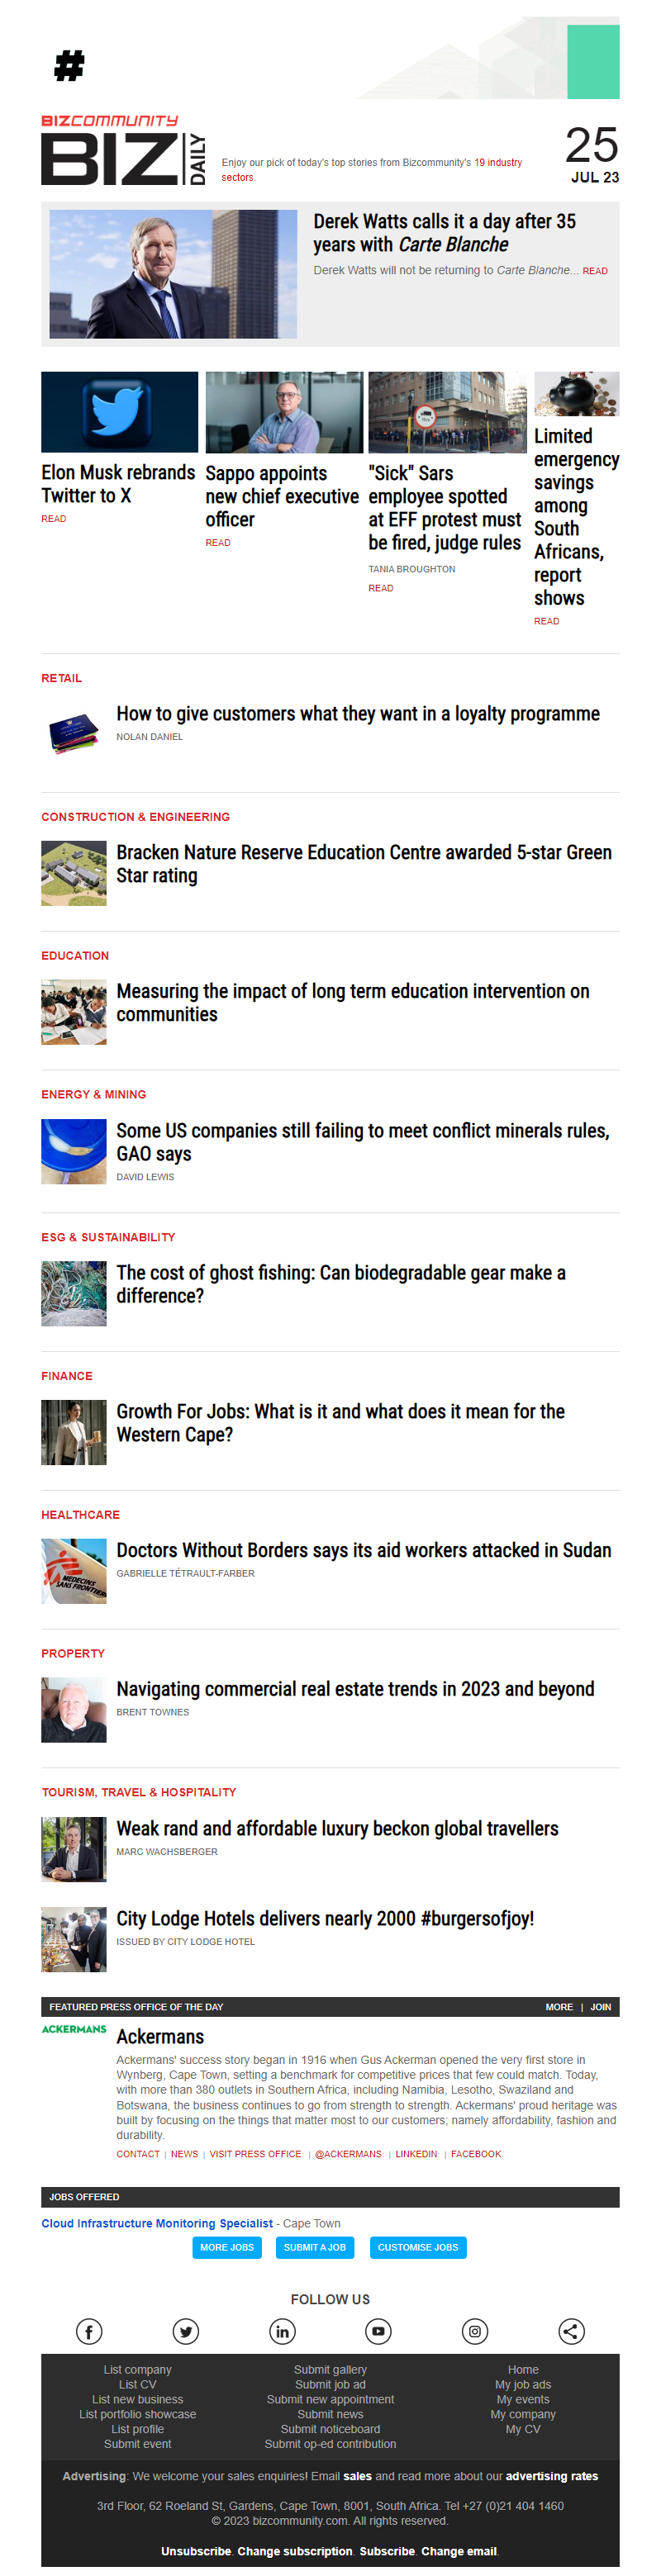 #
BIZCOMMUNITY
BIZ DAILY
Enjoy our pick of today's top stories from Bizcommunity's 19 industry
sectors.
25
JUL 23
Derek Watts calls it a day after 35
years with Carte Blanche
Derek Watts will not be returning to Carte Blanche... READ
Elon Musk rebrands
Twitter to X
READ
Sappo appoints
new chief executive
officer
READ
"Sick" Sars
employee spotted
at EFF protest must
be fired, judge rules
TANIA BROUGHTON
READ
Limited
emergency
savings
among
South
Africans,
report
shows
READ
RETAIL
How to give customers what they want in a loyalty programme
NOLAN DANIEL
CONSTRUCTION & ENGINEERING
Bracken Nature Reserve Education Centre awarded 5-star Green
Star rating
EDUCATION
Measuring the impact of long term education intervention on
communities
ENERGY & MINING
Some US companies still failing to meet conflict minerals rules,
GAO says
DAVID LEWIS
ESG & SUSTAINABILITY
The cost of ghost fishing: Can biodegradable gear make a
difference?
FINANCE
Growth For Jobs: What is it and what does it mean for the
Western Cape?
HEALTHCARE
MEDECINS
SANS FRONTIERES
Doctors Without Borders says its aid workers attacked in Sudan
GABRIELLE TÉTRAULT-FARBER
PROPERTY
Navigating commercial real estate trends in 2023 and beyond
BRENT TOWNES
TOURISM, TRAVEL & HOSPITALITY
Weak rand and affordable luxury beckon global travellers
MARC WACHSBERGER
City Lodge Hotels delivers nearly 2000 #burgersofjoy!
ISSUED BY CITY LODGE HOTEL
FEATURED PRESS OFFICE OF THE DAY MORE | JOIN
ACKERMANS
Ackermans
Ackermans' success story began in 1916 when Gus Ackerman opened the very first store in
Wynberg, Cape Town, setting a benchmark for competitive prices that few could match. Today,
with more than 380 outlets in Southern Africa, including Namibia, Lesotho, Swaziland and
Botswana, the business continues to go from strength to strength. Ackermans' proud heritage was
built by focusing on the things that matter most to our customers; namely affordability, fashion and
durability.
CONTACT | NEWS | VISIT PRESS OFFICE: | @ACKERMANS: | LINKEDIN: | FACEBOOK
JOBS OFFERED
Cloud Infrastructure Monitoring Specialist - Cape Town
MORE JOBS SUBMIT A JOB CUSTOMISE JOBS
FOLLOW US
List company Submit gallery Home
List CV Submit job ad My job ads
List new business Submit new appointment My events
List portfolio showcase Submit news My company
List profile Submit noticeboard My CV
Submit event Submit op-ed contribution
Advertising: We welcome your sales enquiries! Email sales and read more about our advertising rates
3rd Floor, 62 Roeland St, Gardens, Cape Town, 8001, South Africa. Tel +27 (0)21 404 1460
© 2023 bizcommunity.com. All rights reserved.
Unsubscribe. Change subscription. Subscribe. Change email.